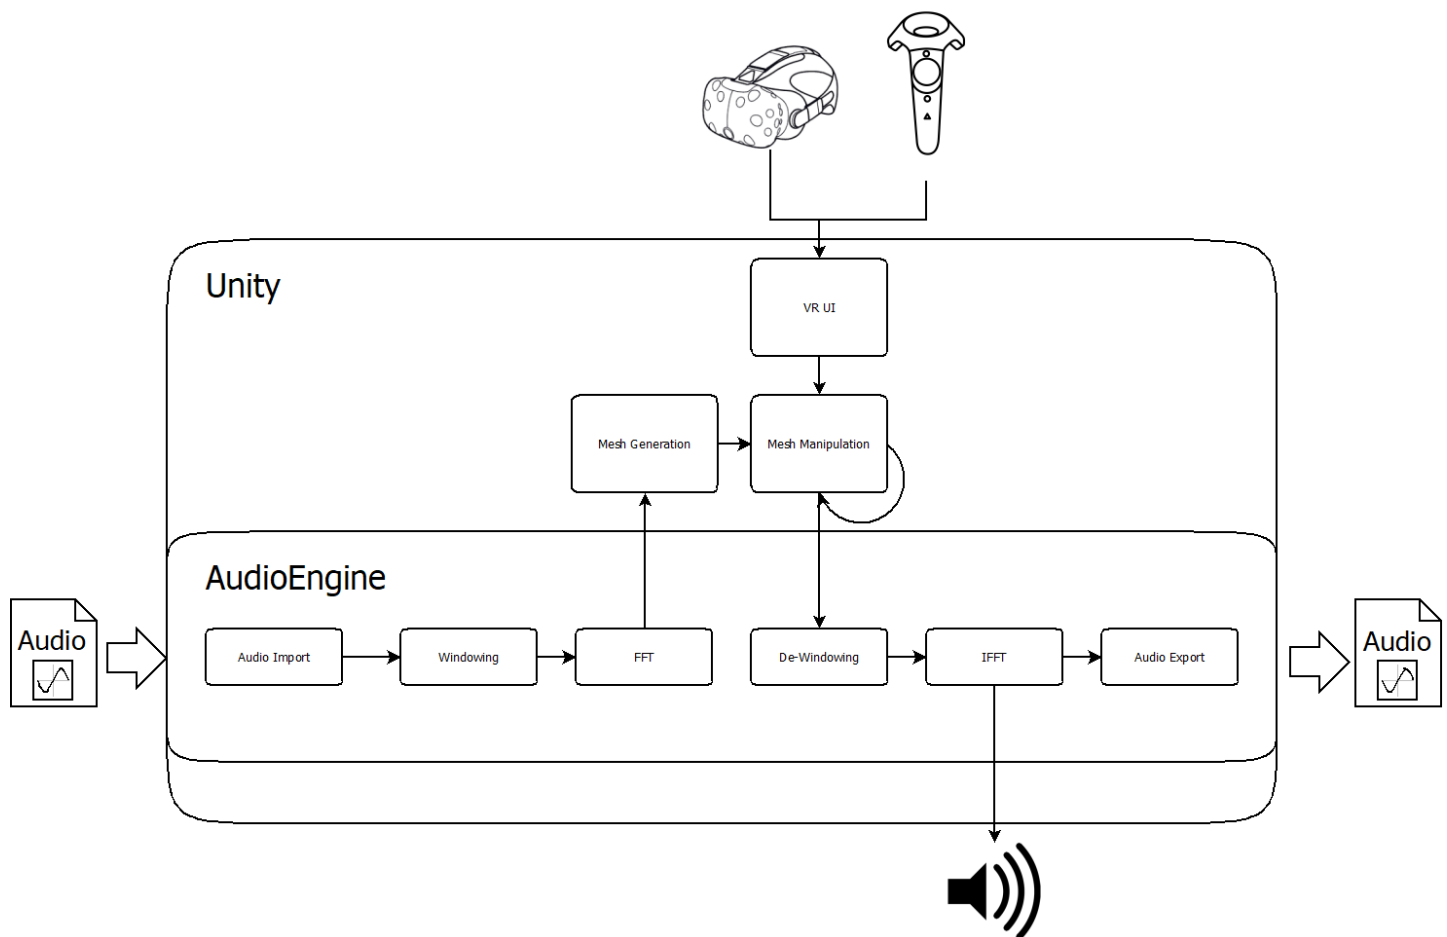 Unity
VR UI
Mesh Generation
Mesh Manipulation
AudioEngine
Audio
Audio Import
Windowing
FFT
De-Windowing
IFFT
Audio Export
Audio